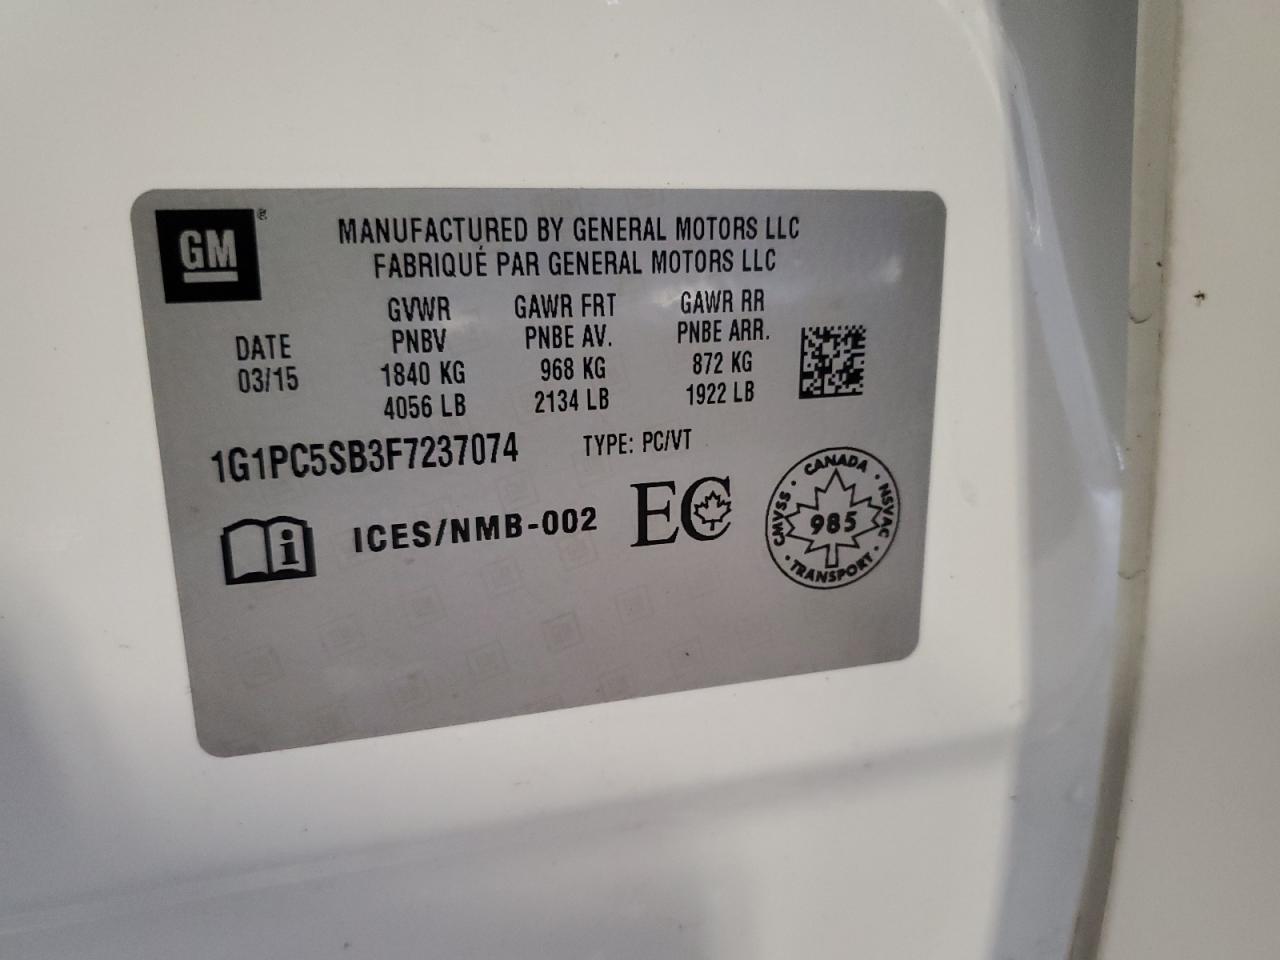 GM
MANUFACTURED BY GENERAL MOTORS LLC
FABRIQUÉ PAR GENERAL MOTORS LLC
DATE
03/15
GVWR
PNBV
1840 KG
4056 LB
GAWR FRT
PNBE AV.
968 KG
2134 LB
GAWR RR
PNBE ARR.
872 KG
1922 LB
1G1PC5SB3F7237074 TYPE: PC/VT
i ICES/NMB-002 EC
CANADA
NSVAC
TRANSPORT
CMVSS
985